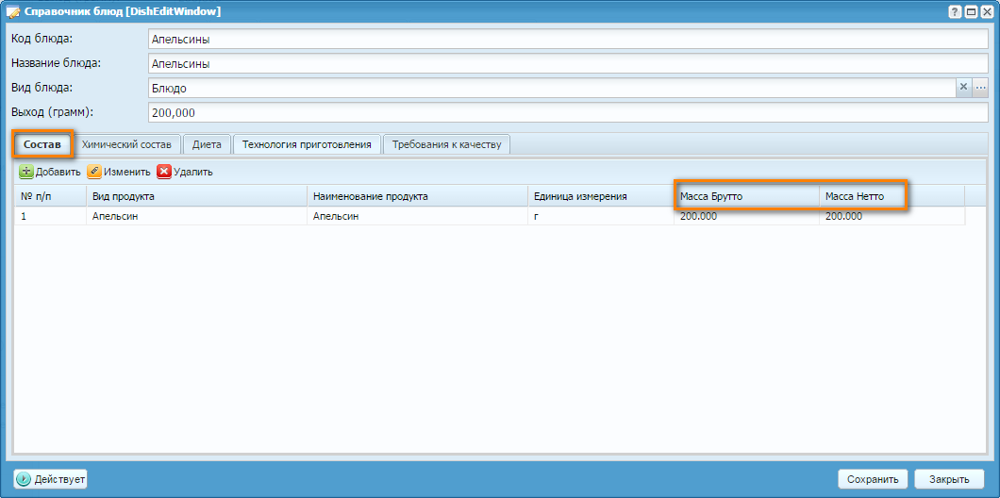 Справочник блюд [DishEditWindow]
Код блюда: Апельсины
Название блюда: Апельсины
Вид блюда: Блюдо
Выход (грамм): 200,000
Состав Химический состав Диета Технология приготовления Требования к качеству
Добавить Изменить Удалить
№ п/п Вид продукта Наименование продукта Единица измерения Масса Брутто Масса Нетто
1 Апельсин Апельсин г 200.000 200.000
Действует Сохранить Закрыть